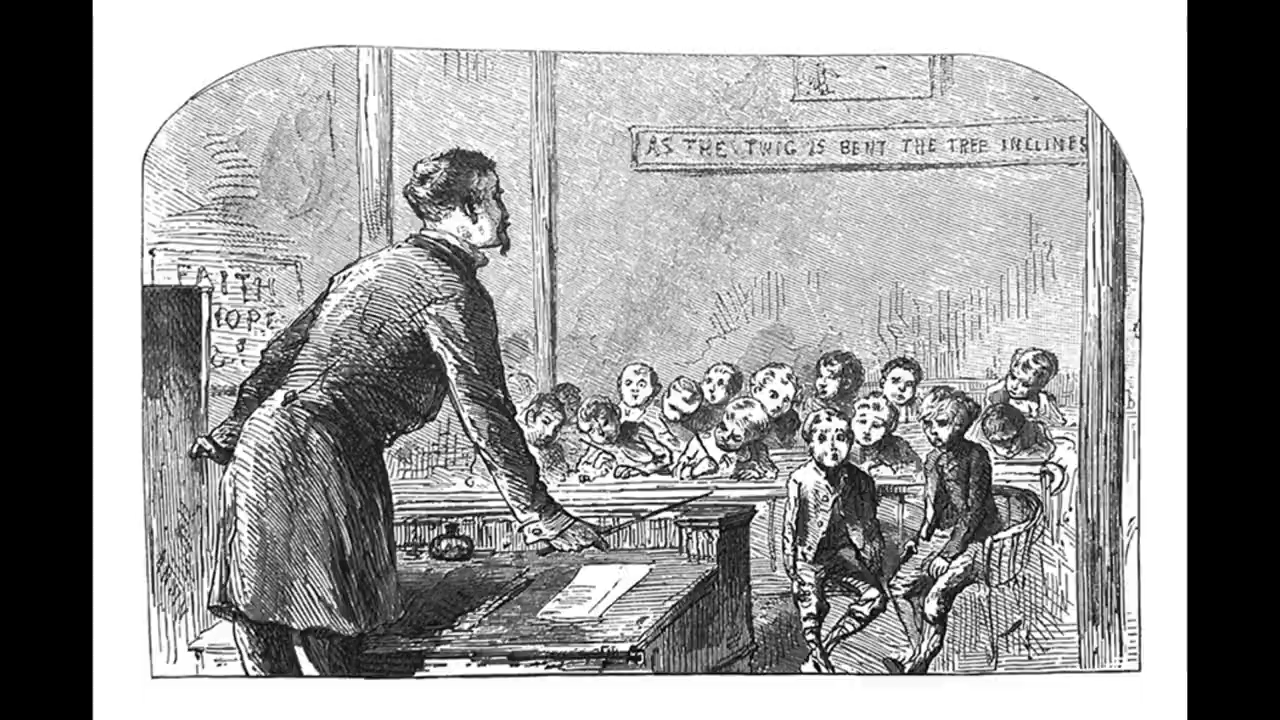 AS THE TWIG IS BENT THE TREE INCLINES
FAITH
HOPE
&